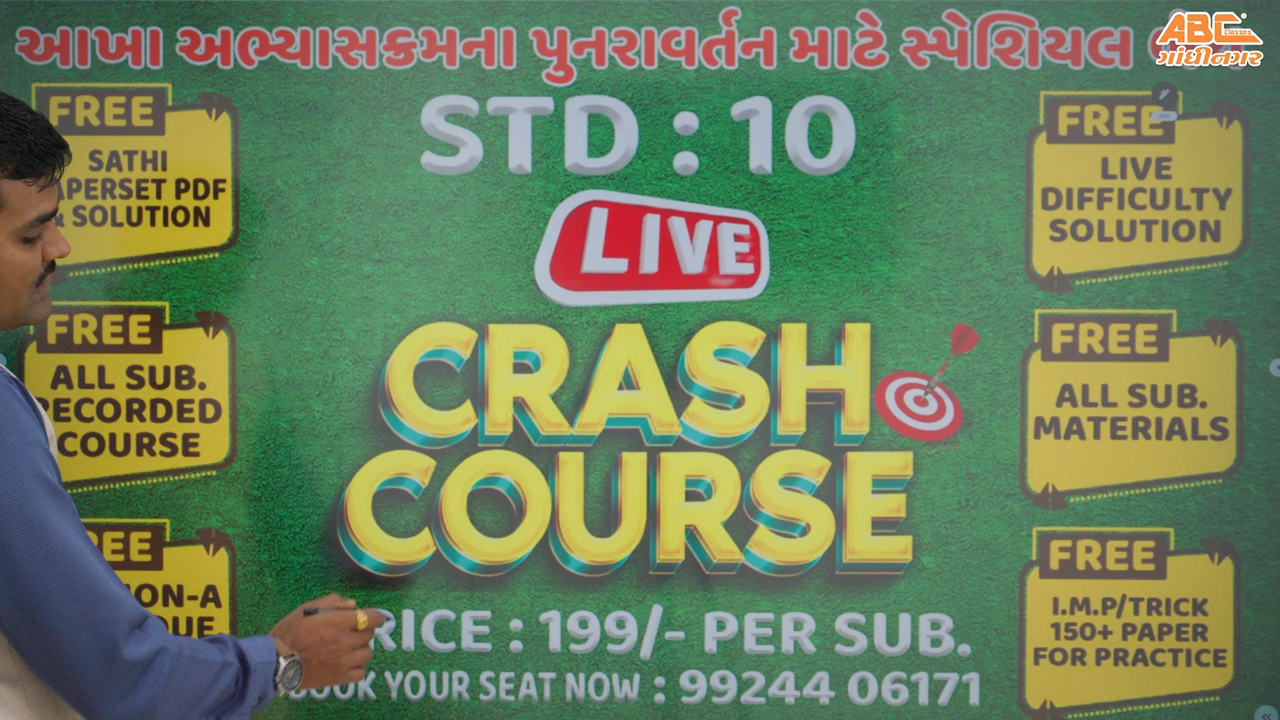 આખા અભ્યાસક્રમના પુનરાવર્તન માટે સ્પેશિયલ
ABC
Classes
ગાંધીનગર
STD : 10
LIVE
CRASH
COURSE
PRICE : 199/- PER SUB.
BOOK YOUR SEAT NOW : 99244 06171
FREE
SATHI
PAPERSET PDF
& SOLUTION
FREE
ALL SUB.
RECORDED
COURSE
FREE
FREE
LIVE
DIFFICULTY
SOLUTION
FREE
ALL SUB.
MATERIALS
FREE
I.M.P/TRICK
150+ PAPER
FOR PRACTICE